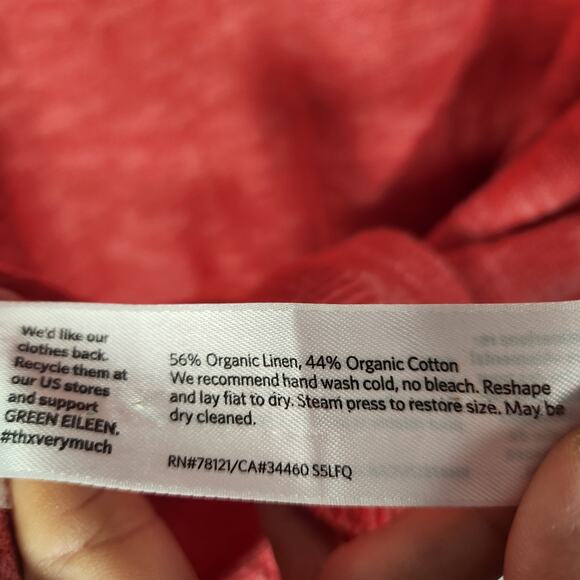 We'd like our
clothes back.
Recycle them at
our US stores
and support
GREEN EILEEN.
#thxverymuch
56% Organic Linen, 44% Organic Cotton
We recommend hand wash cold, no bleach. Reshape
and lay flat to dry. Steam press to restore size. May be
dry cleaned.
RN#78121/CA#34460 S5LFQ